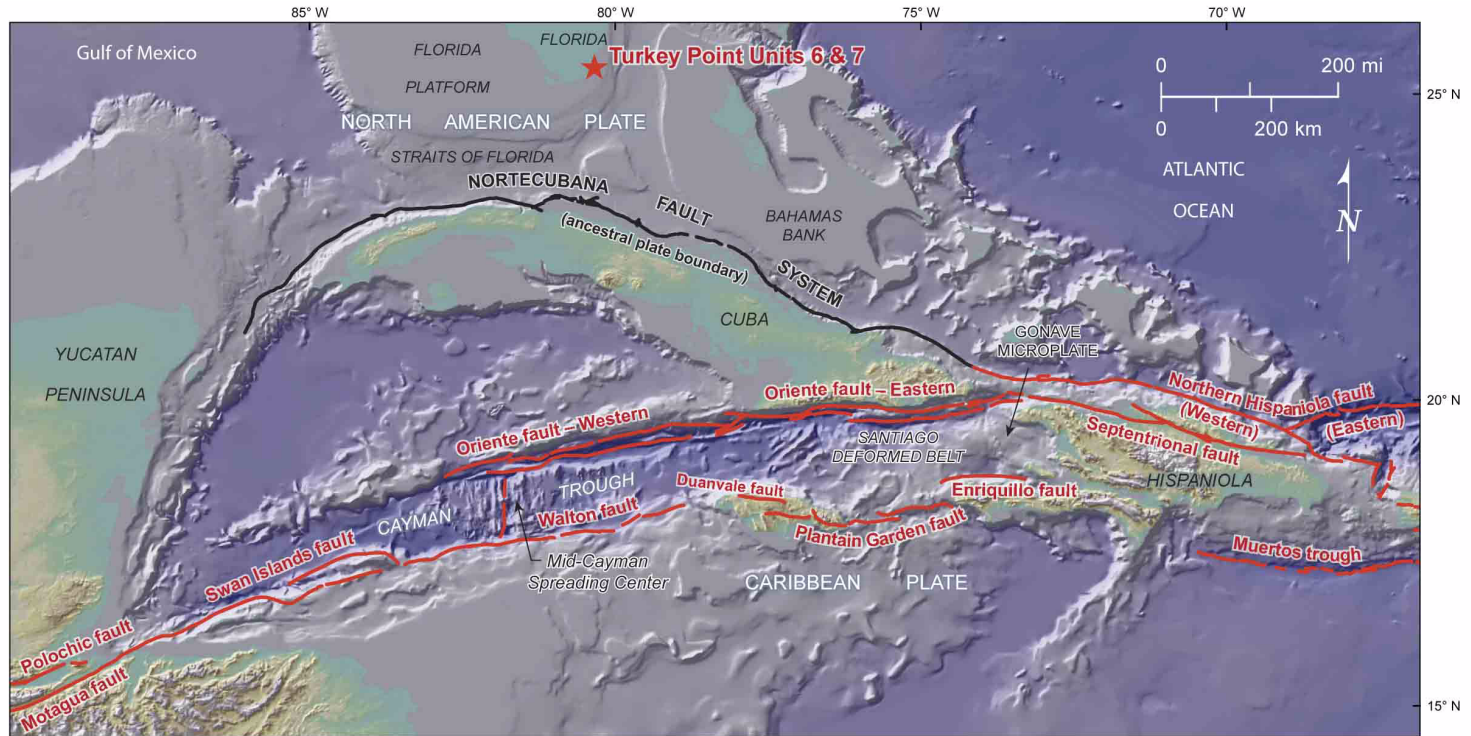 85° W
80° W
75° W
70° W
Gulf of Mexico
FLORIDA
PLATFORM
FLORIDA
Turkey Point Units 6 & 7
0 200 mi
0 200 km
25° N
NORTH AMERICAN PLATE
STRAITS OF FLORIDA
ATLANTIC
OCEAN
N
NORTECUBANA FAULT SYSTEM
(ancestral plate boundary)
BAHAMAS
BANK
CUBA
YUCATAN
PENINSULA
GONAVE
MICROPLATE
20° N
Oriente fault – Eastern
Oriente fault – Western
Northern Hispaniola fault
(Western)
(Eastern)
Septentrional fault
SANTIAGO
DEFORMED BELT
HISPANIOLA
CAYMAN TROUGH
Duanvale fault
Enriquillo fault
Walton fault
Plantain Garden fault
Swan Islands fault
Mid-Cayman
Spreading Center
Muertos trough
CARIBBEAN PLATE
Polochic fault
Motagua fault
15° N